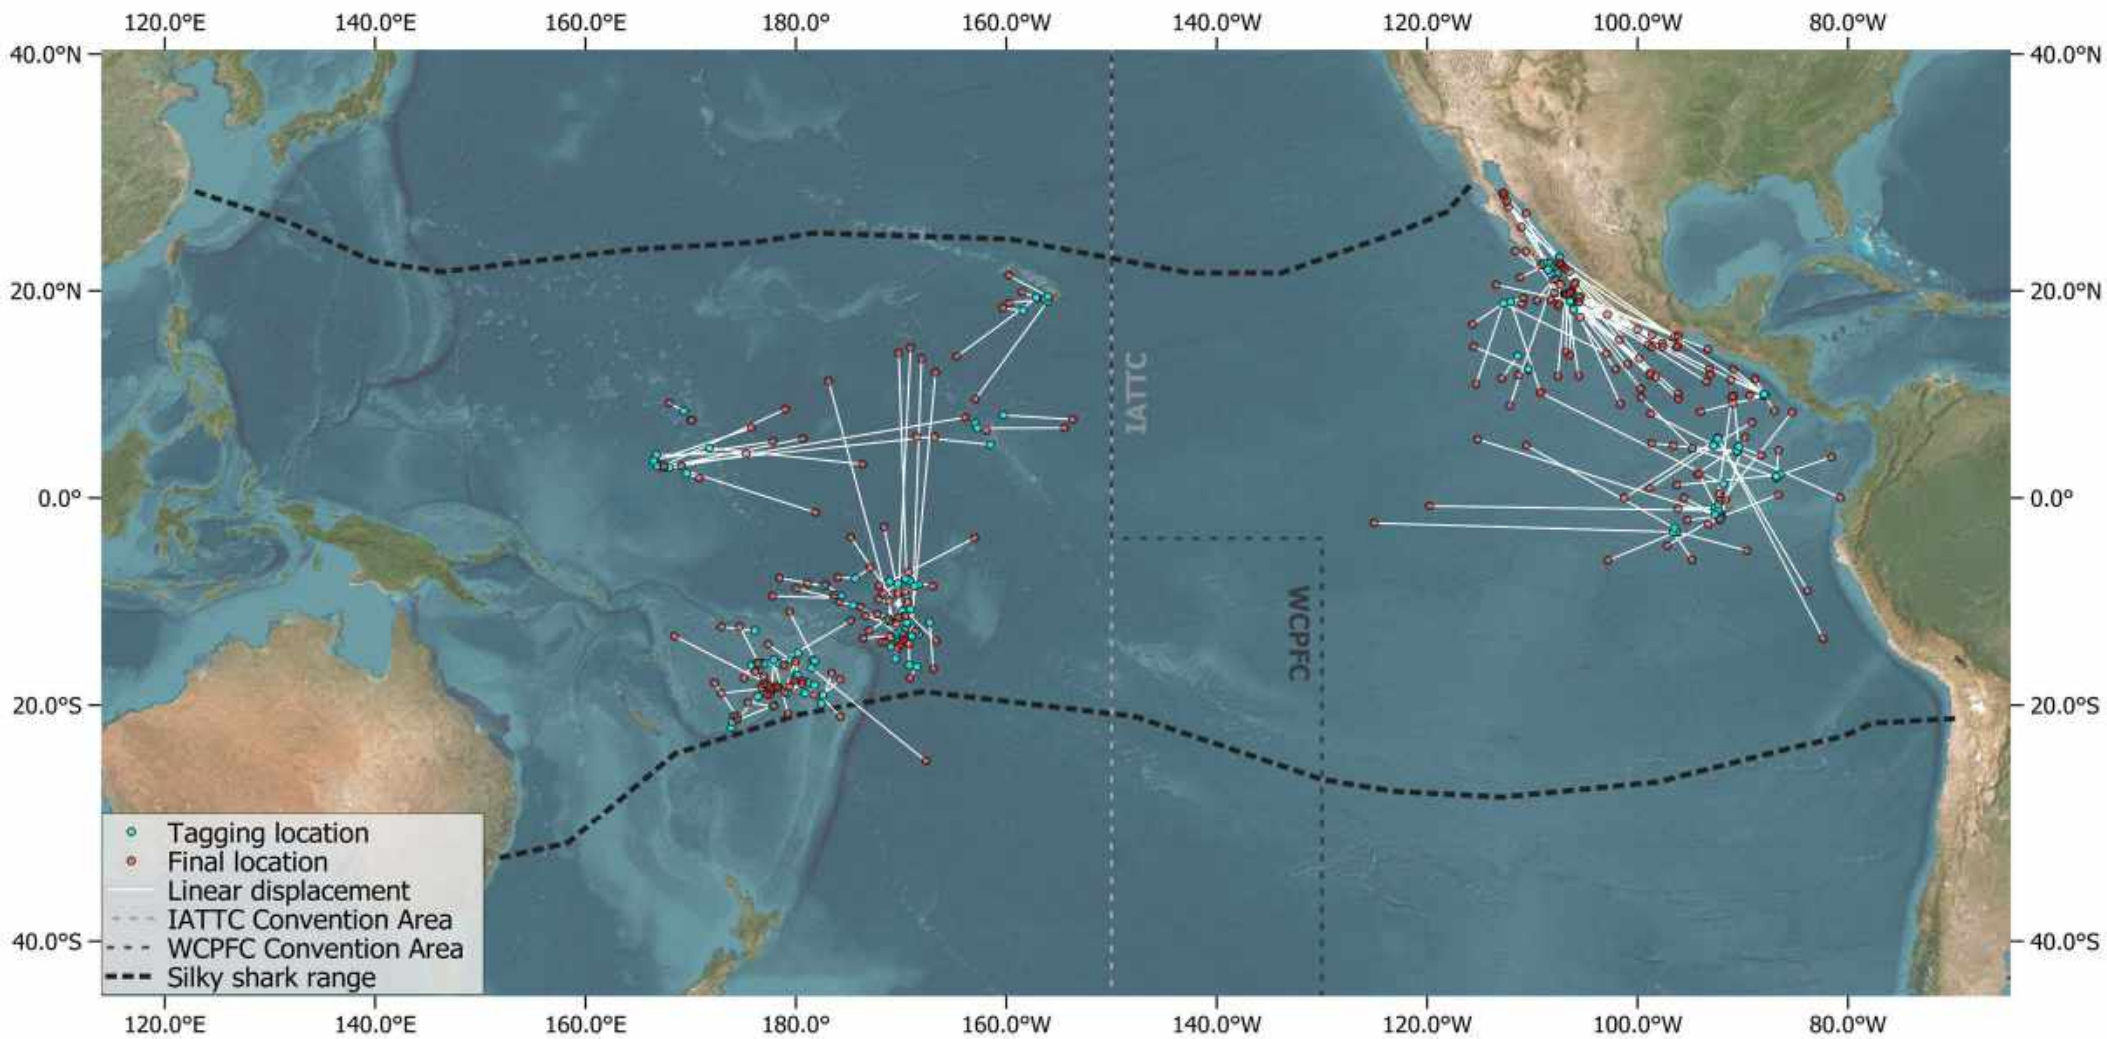 120.0°E 140.0°E 160.0°E 180.0° 160.0°W 140.0°W 120.0°W 100.0°W 80.0°W
40.0°N 40.0°N
20.0°N 20.0°N
IATTC
0.0° 0.0°
WCPFC
20.0°S 20.0°S
Tagging location
Final location
Linear displacement
IATTC Convention Area
40.0°S 40.0°S
WCPFC Convention Area
Silky shark range
120.0°E 140.0°E 160.0°E 180.0° 160.0°W 140.0°W 120.0°W 100.0°W 80.0°W